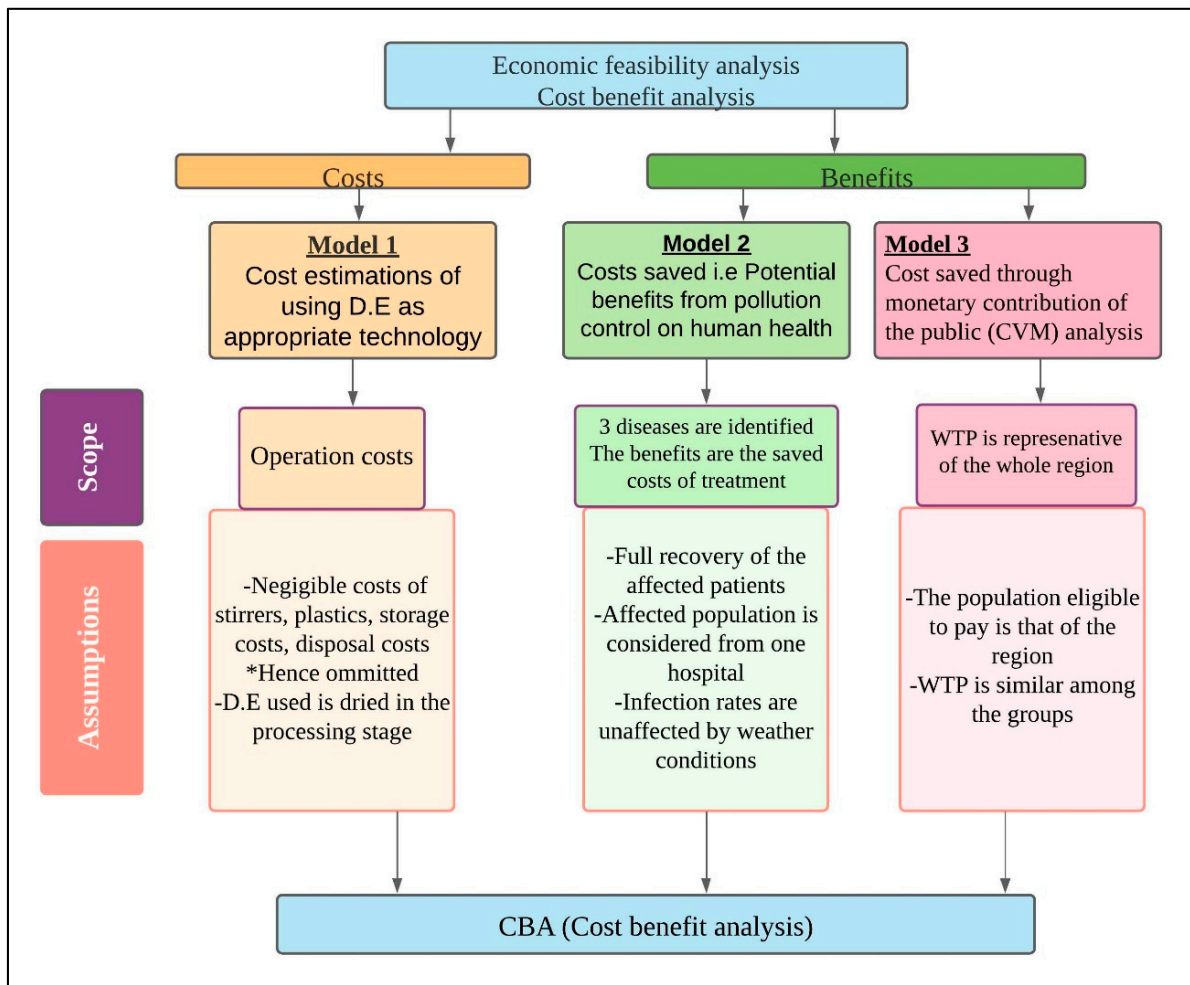 Economic feasibility analysis
Cost benefit analysis
Costs
Benefits
Model 1
Cost estimations of
using D.E as
appropriate technology
Model 2
Costs saved i.e Potential
benefits from pollution
control on human health
Model 3
Cost saved through
monetary contribution of
the public (CVM) analysis
Scope
Operation costs
3 diseases are identified
The benefits are the saved
costs of treatment
WTP is represenative
of the whole region
Assumptions
-Negigible costs of
stirrers, plastics, storage
costs, disposal costs
*Hence ommitted
-D.E used is dried in the
processing stage
-Full recovery of the
affected patients
-Affected population is
considered from one
hospital
-Infection rates are
unaffected by weather
conditions
-The population eligible
to pay is that of the
region
-WTP is similar among
the groups
CBA (Cost benefit analysis)